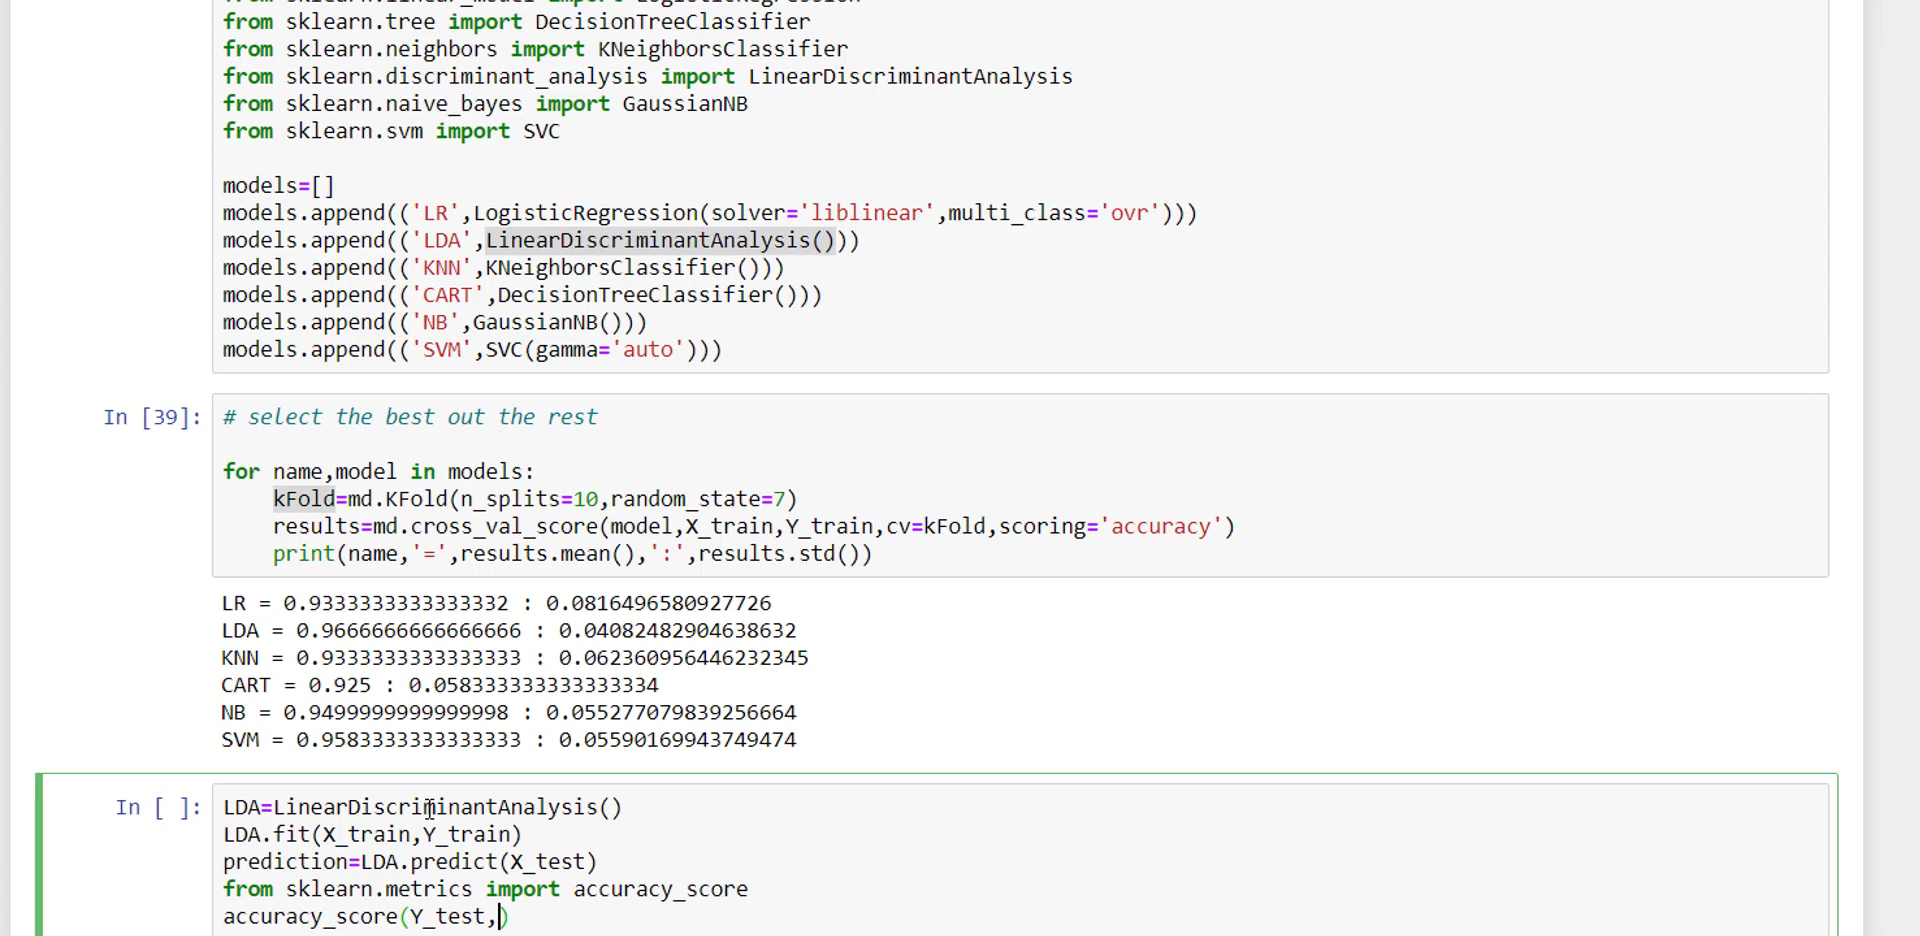 from sklearn.linear_model import LogisticRegression
from sklearn.tree import DecisionTreeClassifier
from sklearn.neighbors import KNeighborsClassifier
from sklearn.discriminant_analysis import LinearDiscriminantAnalysis
from sklearn.naive_bayes import GaussianNB
from sklearn.svm import SVC
models=[]
models.append(('LR',LogisticRegression(solver='liblinear',multi_class='ovr')))
models.append(('LDA',LinearDiscriminantAnalysis()))
models.append(('KNN',KNeighborsClassifier()))
models.append(('CART',DecisionTreeClassifier()))
models.append(('NB',GaussianNB()))
models.append(('SVM',SVC(gamma='auto')))
In [39]: # select the best out the rest
for name,model in models:
    kFold=md.KFold(n_splits=10,random_state=7)
    results=md.cross_val_score(model,X_train,Y_train,cv=kFold,scoring='accuracy')
    print(name,'=',results.mean(),':',results.std())
LR = 0.9333333333333332 : 0.0816496580927726
LDA = 0.9666666666666666 : 0.04082482904638632
KNN = 0.9333333333333333 : 0.062360956446232345
CART = 0.925 : 0.058333333333333334
NB = 0.9499999999999998 : 0.055277079839256664
SVM = 0.9583333333333333 : 0.05590169943749474
In [ ]: LDA=LinearDiscriminantAnalysis()
LDA.fit(X_train,Y_train)
prediction=LDA.predict(X_test)
from sklearn.metrics import accuracy_score
accuracy_score(Y_test,)